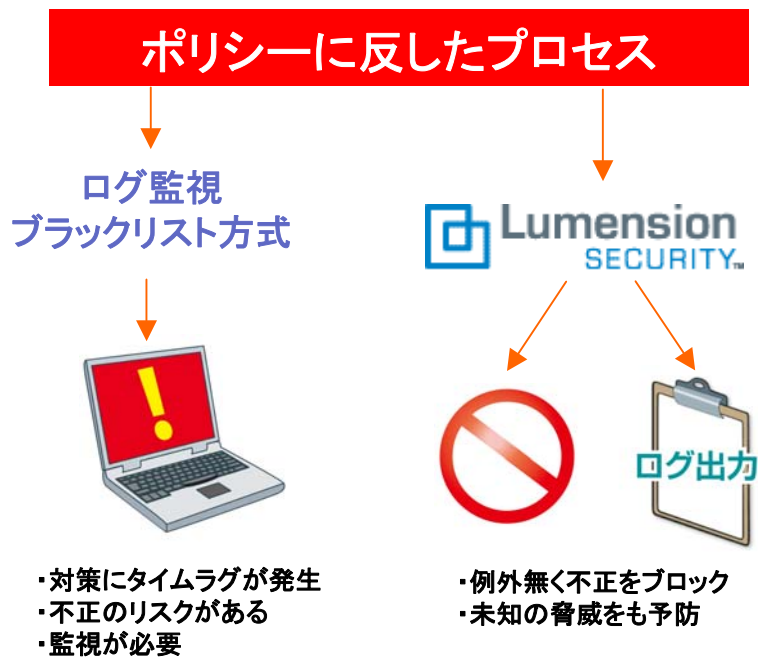 ポリシーに反したプロセス
ログ監視
ブラックリスト方式
・対策にタイムラグが発生
・不正のリスクがある
・監視が必要
Lumension
SECURITY™
ログ出力
・例外無く不正をブロック
・未知の脅威をも予防